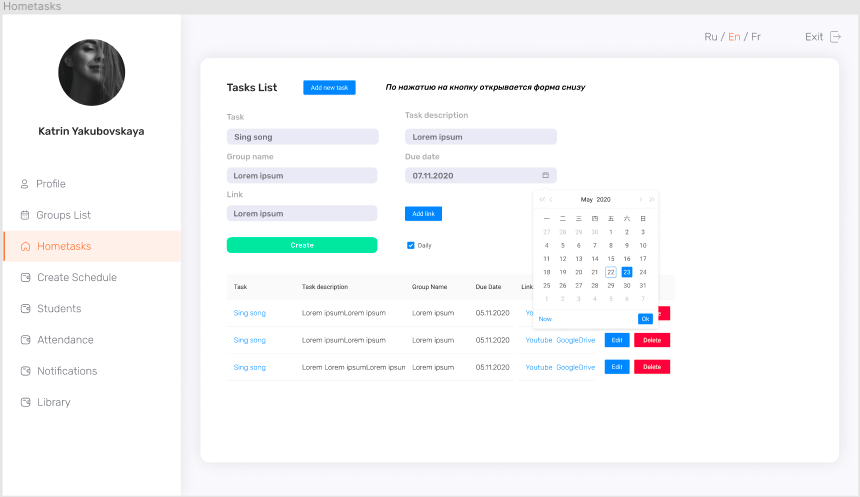 Hometasks
Ru / En / Fr
Exit
Katrin Yakubovskaya
Profile
Groups List
Hometasks
Create Schedule
Students
Attendance
Notifications
Library
Tasks List
Add new task
По нажатию на кнопку открывается форма снизу
Task
Task description
Sing song
Lorem ipsum
Group name
Due date
Lorem ipsum
07.11.2020
Link
Lorem ipsum
Add link
Create
Daily
May 2020
一 二 三 四 五 六 日
27 28 29 30 1 2 3
4 5 6 7 8 9 10
11 12 13 14 15 16 17
18 19 20 21 22 23 24
25 26 27 28 29 30 31
1 2 3 4 5 6 7
Now
Ok
Task Task description Group Name Due Date Link
Sing song Lorem ipsumLorem ipsum Lorem ipsum 05.11.2020
Sing song Lorem ipsumLorem ipsum Lorem ipsum 05.11.2020 Youtube GoogleDrive Edit Delete
Sing song Lorem Lorem ipsumLorem ipsum Lorem ipsum 05.11.2020 Youtube GoogleDrive Edit Delete